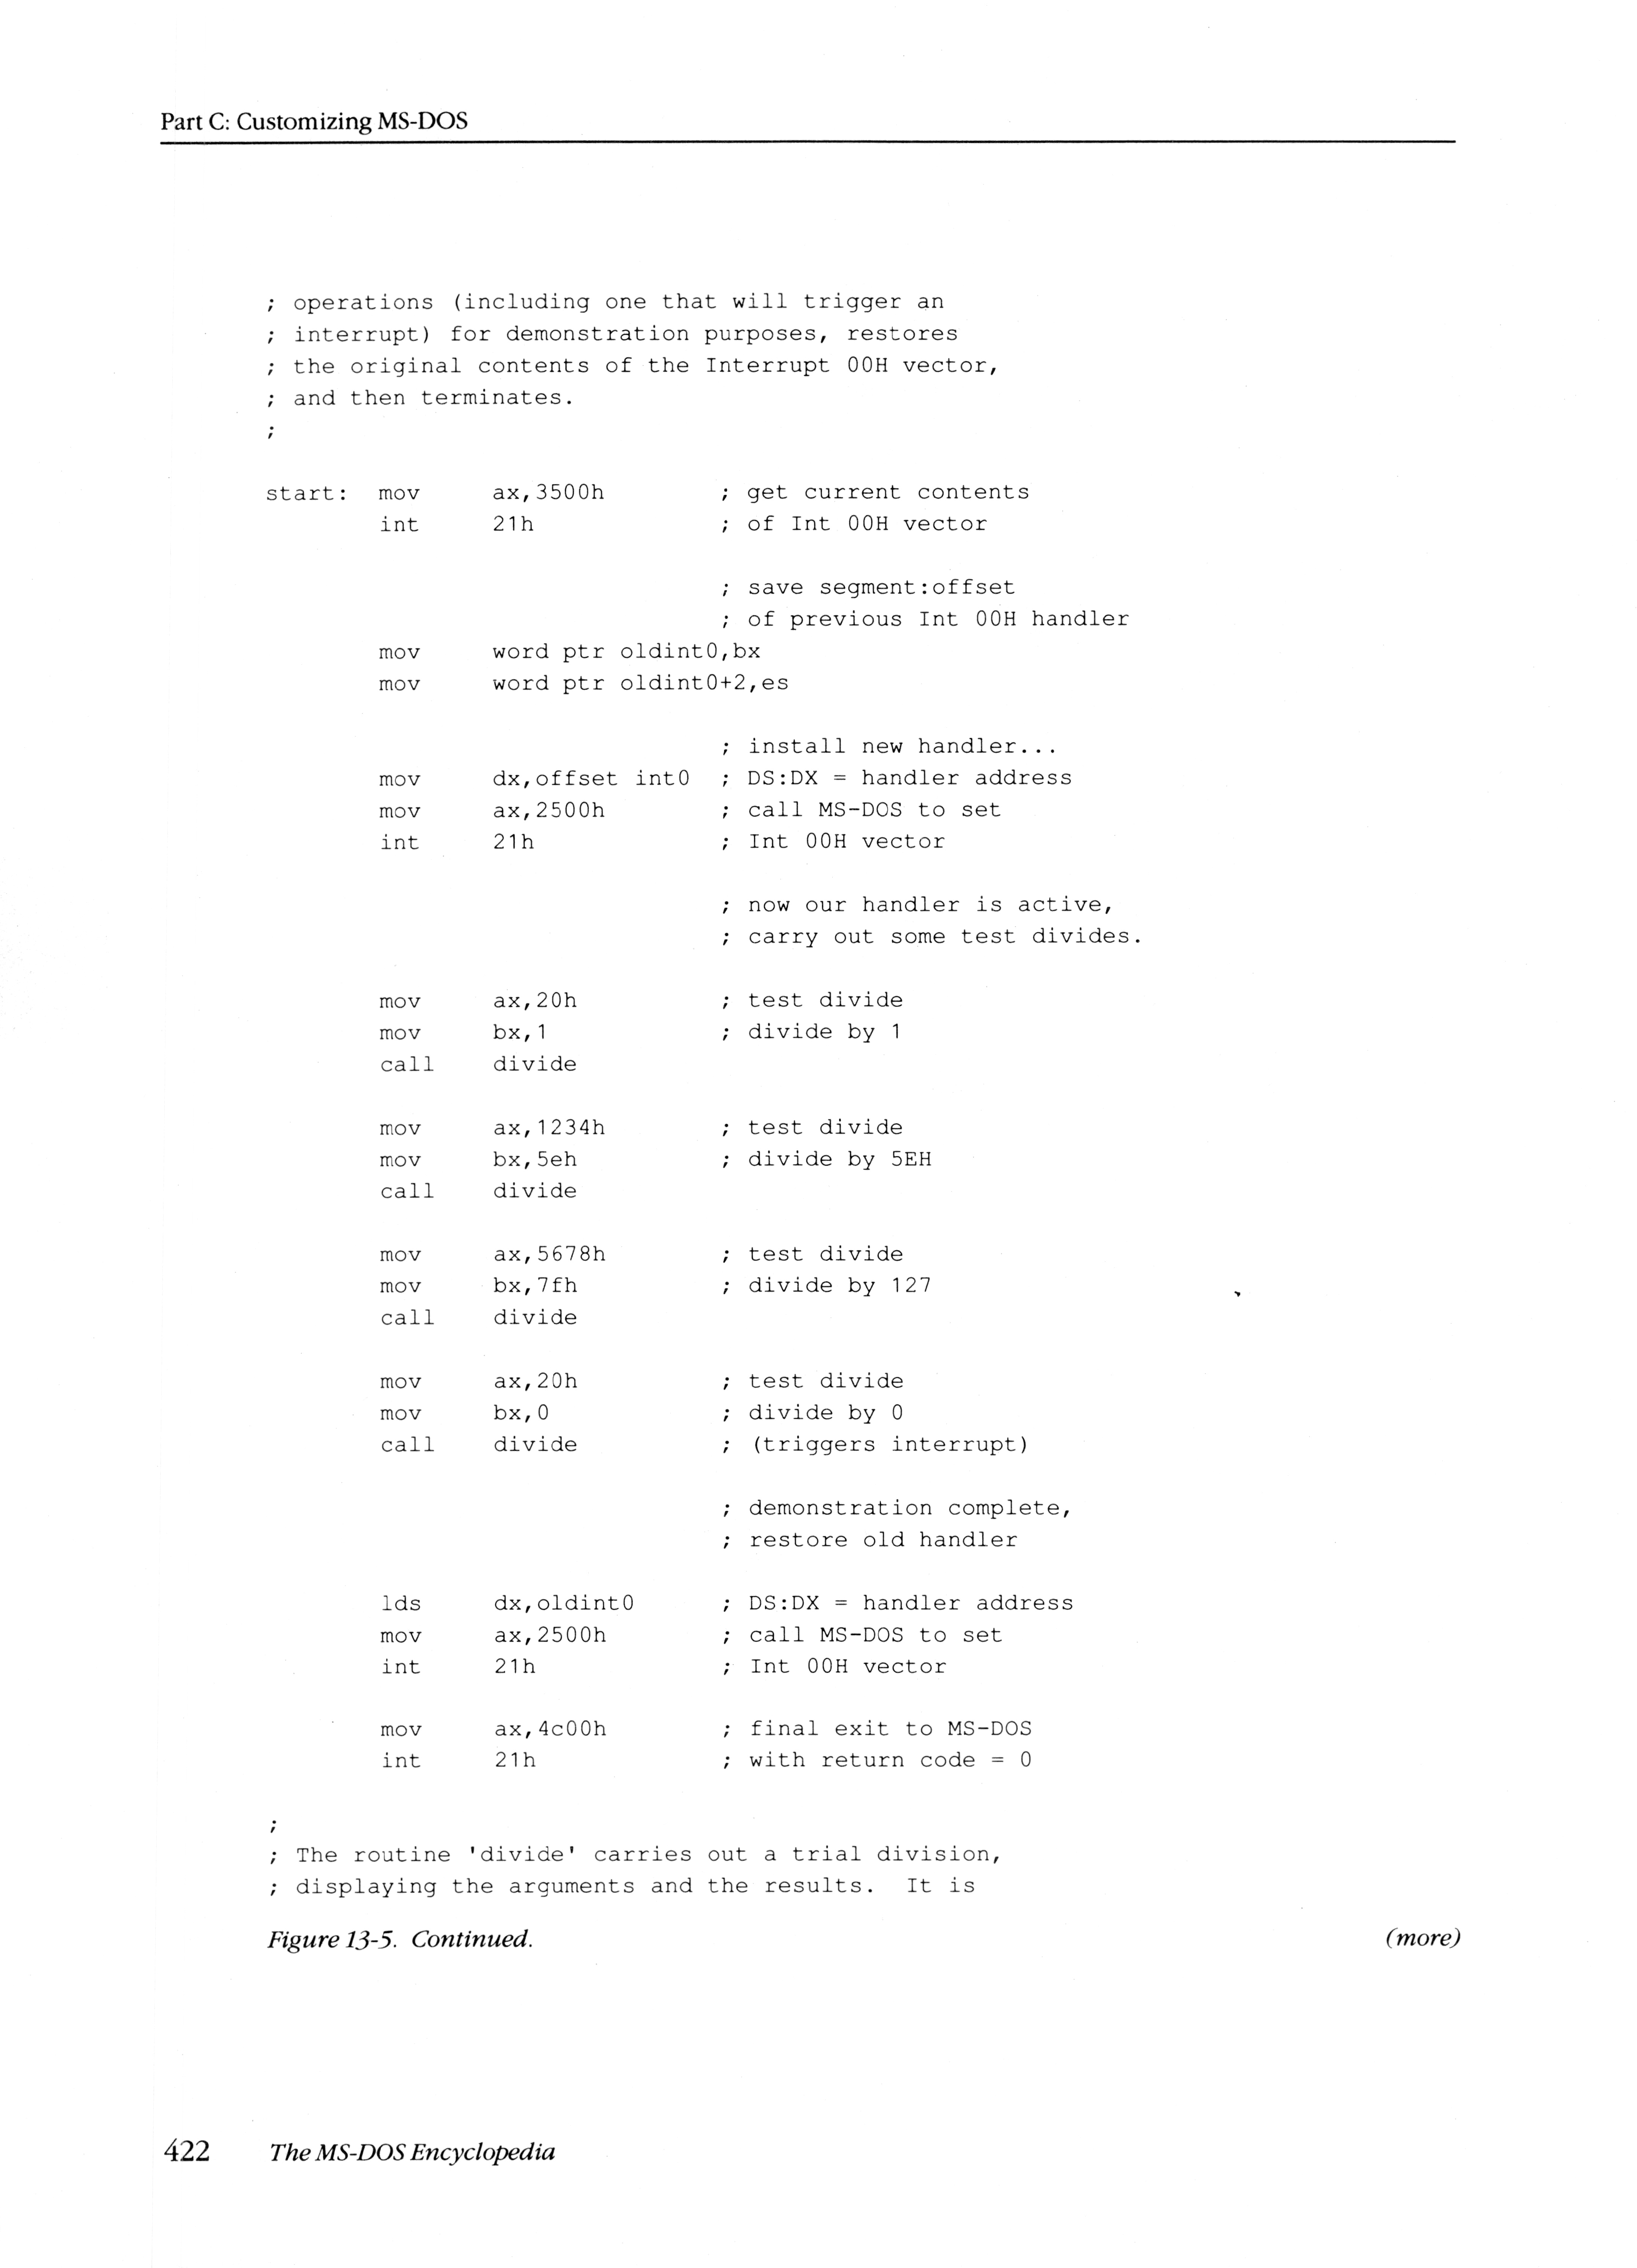 Part C: Customizing MS-DOS
; operations (including one that will trigger an
; interrupt) for demonstration purposes, restores
; the original contents of the Interrupt 00H vector,
; and then terminates.
;
start: mov ax,3500h ; get current contents
int 21h ; of Int 00H vector
; save segment:offset
; of previous Int 00H handler
mov word ptr oldint0,bx
mov word ptr oldint0+2,es
; install new handler...
mov dx,offset int0 ; DS:DX = handler address
mov ax,2500h ; call MS-DOS to set
int 21h ; Int 00H vector
; now our handler is active,
; carry out some test divides.
mov ax,20h ; test divide
mov bx,1 ; divide by 1
call divide
mov ax,1234h ; test divide
mov bx,5eh ; divide by 5EH
call divide
mov ax,5678h ; test divide
mov bx,7fh ; divide by 127
call divide
mov ax,20h ; test divide
mov bx,0 ; divide by 0
call divide ; (triggers interrupt)
; demonstration complete,
; restore old handler
lds dx,oldint0 ; DS:DX = handler address
mov ax,2500h ; call MS-DOS to set
int 21h ; Int 00H vector
mov ax,4c00h ; final exit to MS-DOS
int 21h ; with return code = 0
;
; The routine 'divide' carries out a trial division,
; displaying the arguments and the results. It is
Figure 13-5. Continued. (more)
422 The MS-DOS Encyclopedia